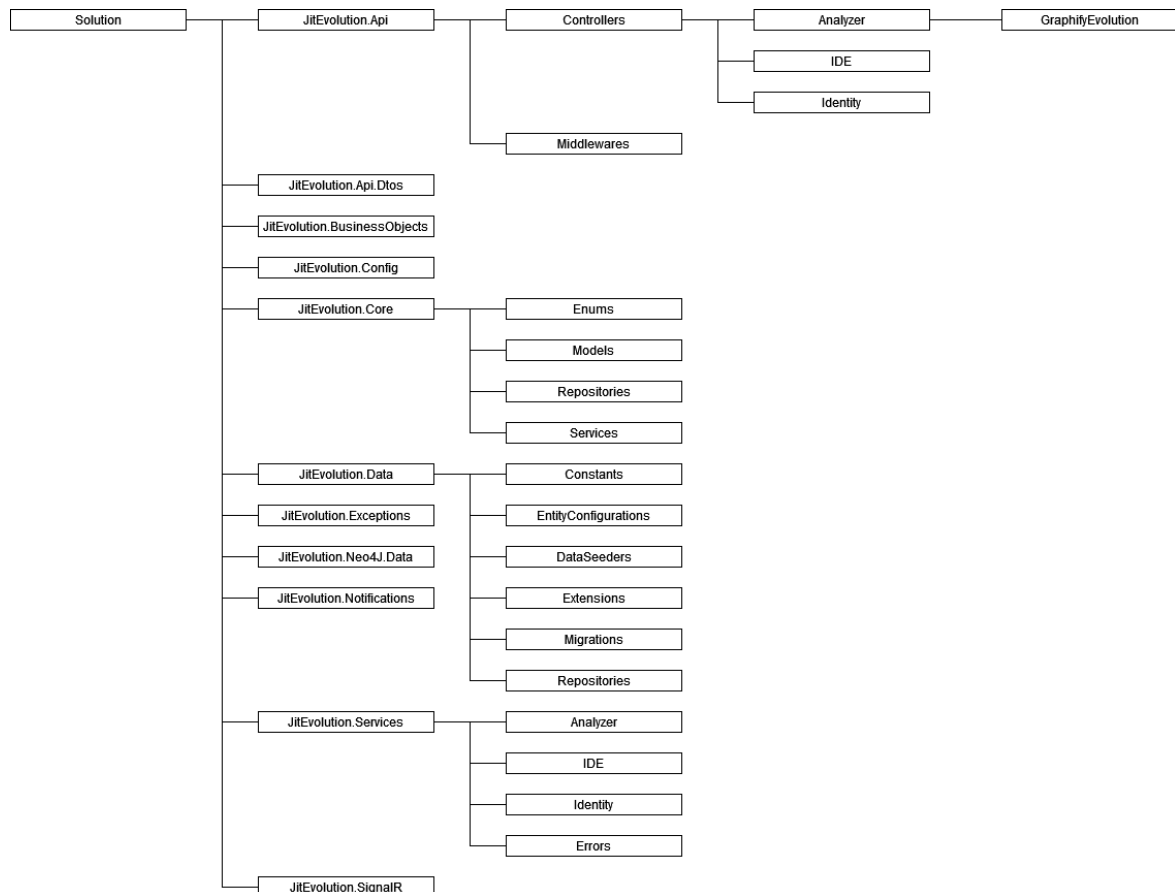 Solution
JitEvolution.Api
Controllers
Analyzer
GraphifyEvolution
IDE
Identity
Middlewares
JitEvolution.Api.Dtos
JitEvolution.BusinessObjects
JitEvolution.Config
JitEvolution.Core
Enums
Models
Repositories
Services
JitEvolution.Data
Constants
JitEvolution.Exceptions
EntityConfigurations
JitEvolution.Neo4J.Data
DataSeeders
JitEvolution.Notifications
Extensions
Migrations
Repositories
JitEvolution.Services
Analyzer
IDE
Identity
Errors
JitEvolution.SignalR